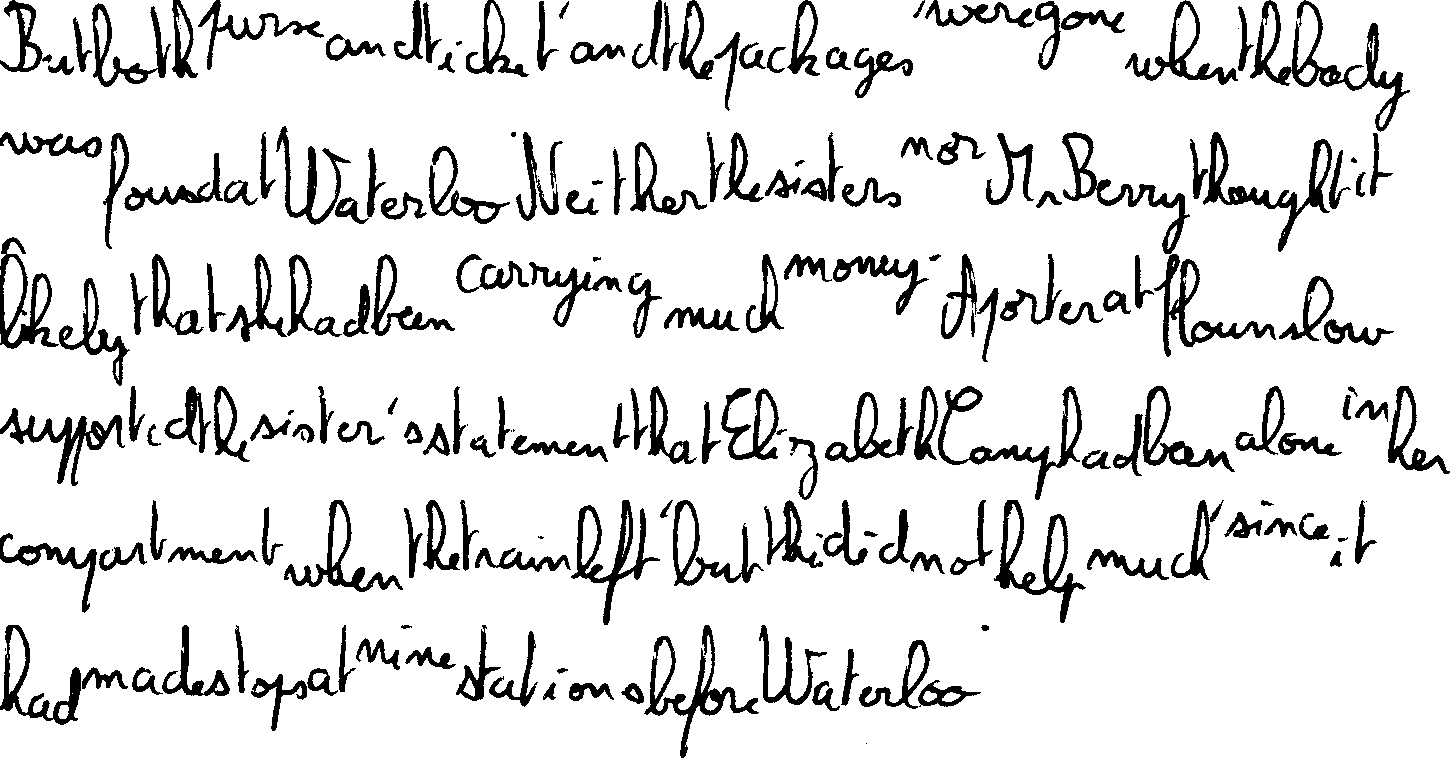 But both purse and ticket, and the packages, were gone when the body
was found at Waterloo. Neither the sisters nor Mr Berry thought it
likely that she had been carrying much money. A porter at Hounslow
supported the sister's statement that Elizabeth Camp had been alone in her
compartment when the train left, but this did not help much, since it
had made stops at nine stations before Waterloo.